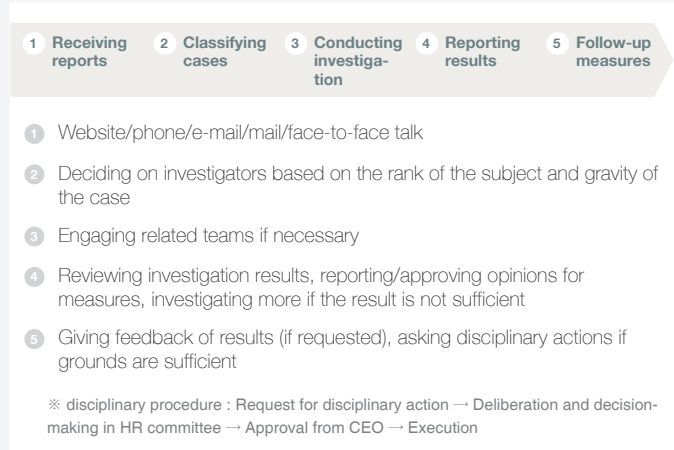 1 Receiving reports
2 Classifying cases
3 Conducting investiga-tion
4 Reporting results
5 Follow-up measures
1 Website/phone/e-mail/mail/face-to-face talk
2 Deciding on investigators based on the rank of the subject and gravity of
the case
3 Engaging related teams if necessary
4 Reviewing investigation results, reporting/approving opinions for
measures, investigating more if the result is not sufficient
5 Giving feedback of results (if requested), asking disciplinary actions if
grounds are sufficient
※ disciplinary procedure : Request for disciplinary action → Deliberation and decision-
making in HR committee → Approval from CEO → Execution